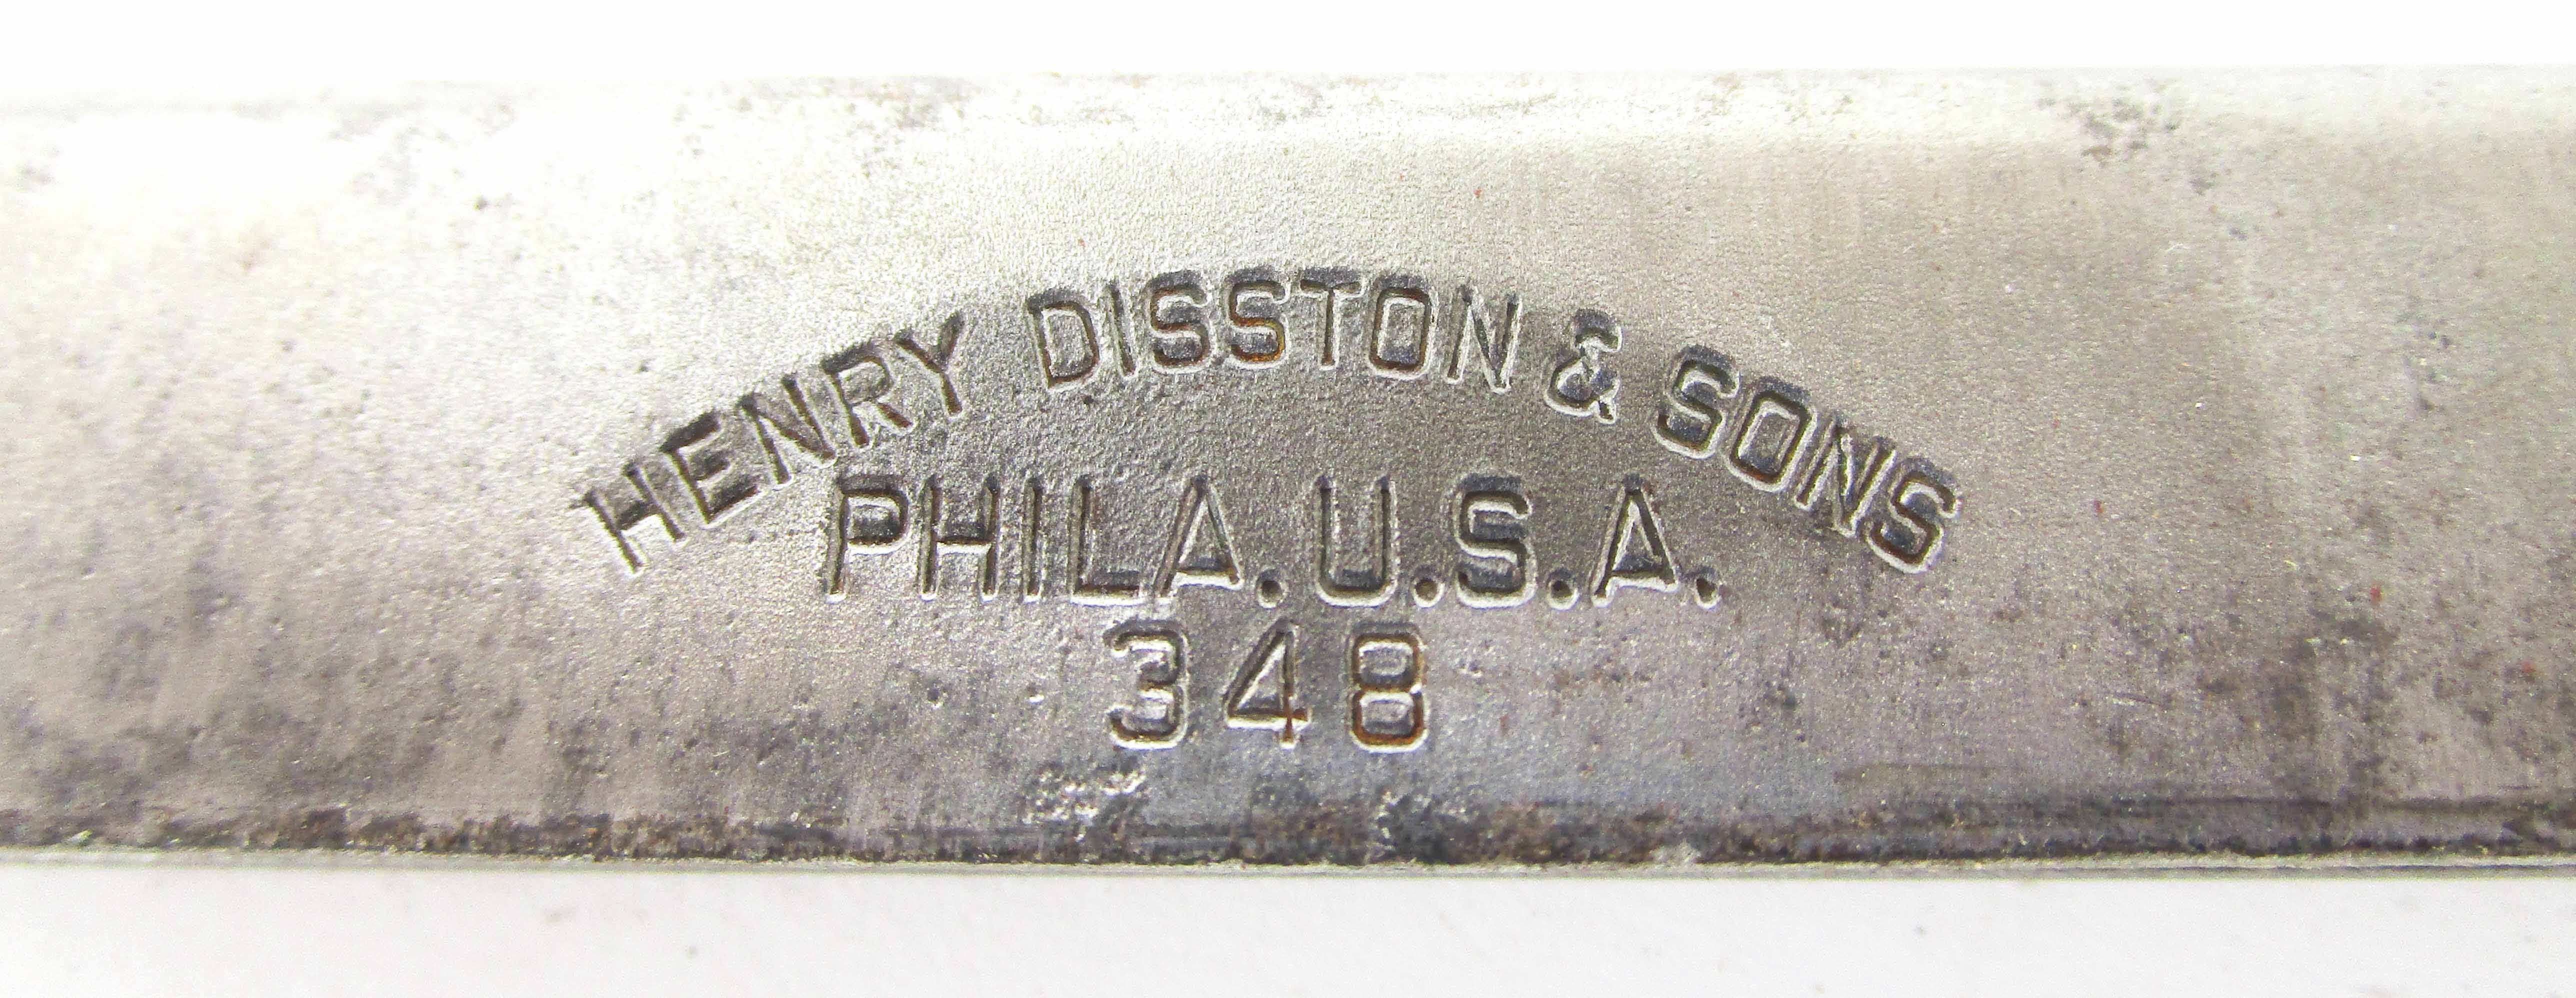 HENRY DISSTON & SONS
PHILA.U.S.A.
348